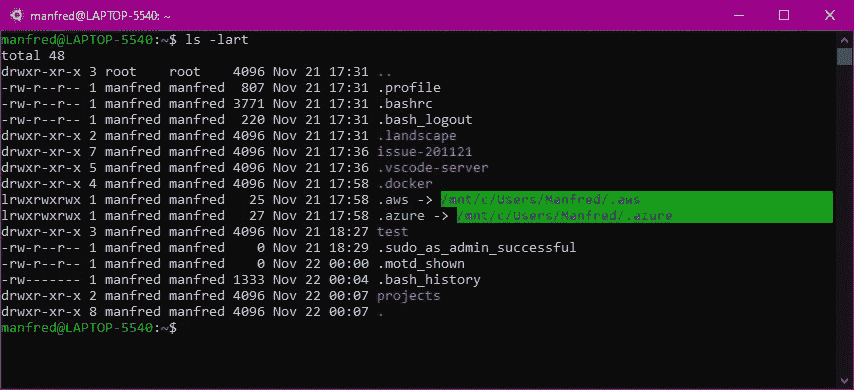 manfred@LAPTOP-5540: ~
manfred@LAPTOP-5540:~$ ls -lart
total 48
drwxr-xr-x 3 root    root    4096 Nov 21 17:31 ..
-rw-r--r-- 1 manfred manfred  807 Nov 21 17:31 .profile
-rw-r--r-- 1 manfred manfred 3771 Nov 21 17:31 .bashrc
-rw-r--r-- 1 manfred manfred  220 Nov 21 17:31 .bash_logout
drwxr-xr-x 2 manfred manfred 4096 Nov 21 17:31 .landscape
drwxr-xr-x 7 manfred manfred 4096 Nov 21 17:36 issue-201121
drwxr-xr-x 5 manfred manfred 4096 Nov 21 17:36 .vscode-server
drwxr-xr-x 4 manfred manfred 4096 Nov 21 17:58 .docker
lrwxrwxrwx 1 manfred manfred   25 Nov 21 17:58 .aws -> /mnt/c/Users/Manfred/.aws
lrwxrwxrwx 1 manfred manfred   27 Nov 21 17:58 .azure -> /mnt/c/Users/Manfred/.azure
drwxr-xr-x 3 manfred manfred 4096 Nov 21 18:27 test
-rw-r--r-- 1 manfred manfred    0 Nov 21 18:29 .sudo_as_admin_successful
-rw-r--r-- 1 manfred manfred    0 Nov 22 00:00 .motd_shown
-rw------- 1 manfred manfred 1333 Nov 22 00:04 .bash_history
drwxr-xr-x 2 manfred manfred 4096 Nov 22 00:07 projects
drwxr-xr-x 8 manfred manfred 4096 Nov 22 00:07 .
manfred@LAPTOP-5540:~$